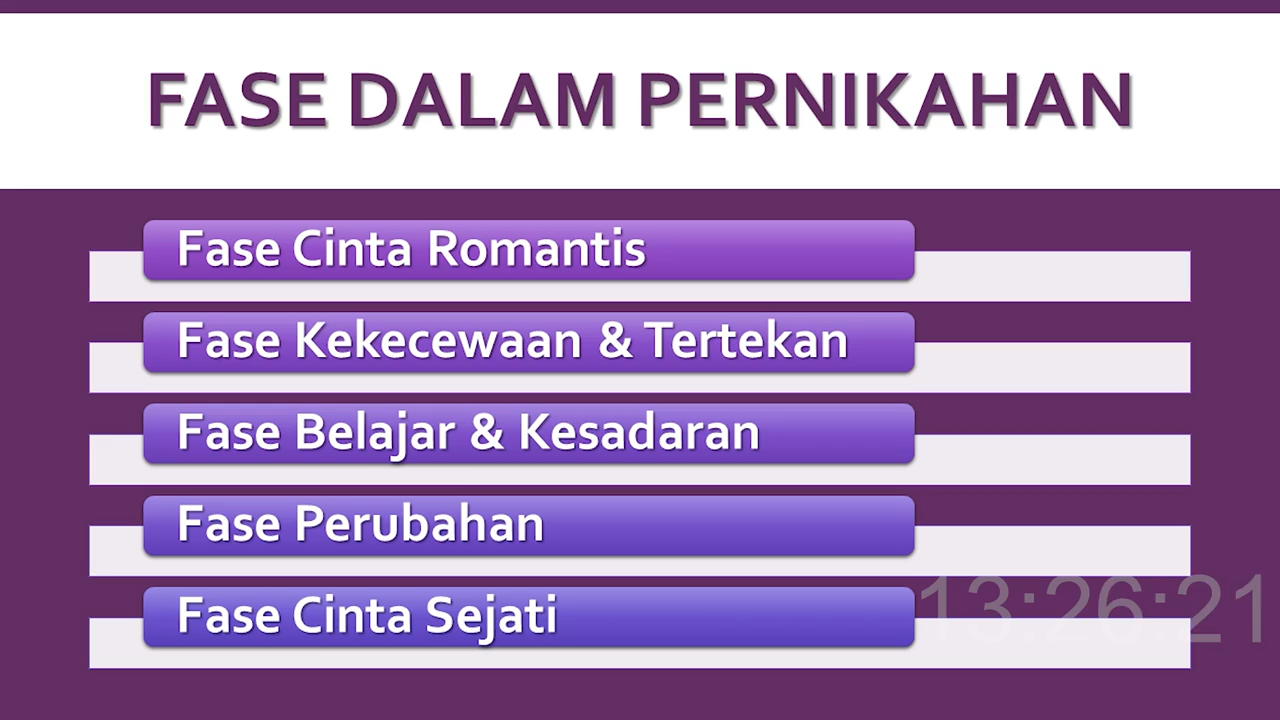 FASE DALAM PERNIKAHAN
Fase Cinta Romantis
Fase Kekecewaan & Tertekan
Fase Belajar & Kesadaran
Fase Perubahan
Fase Cinta Sejati
13:26:21